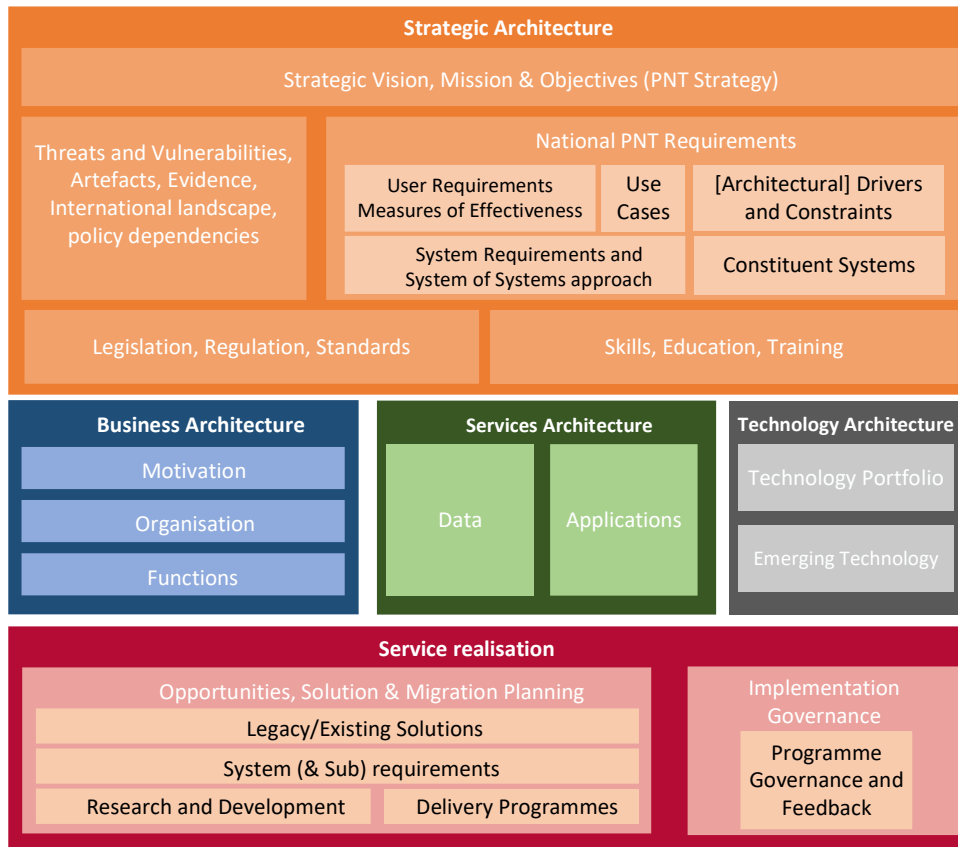 Strategic Architecture
Strategic Vision, Mission & Objectives (PNT Strategy)
Threats and Vulnerabilities,
Artefacts, Evidence,
International landscape,
policy dependencies
National PNT Requirements
User Requirements
Measures of Effectiveness
Use
Cases
[Architectural] Drivers
and Constraints
System Requirements and
System of Systems approach
Constituent Systems
Legislation, Regulation, Standards
Skills, Education, Training
Business Architecture
Motivation
Organisation
Functions
Services Architecture
Data
Applications
Technology Architecture
Technology Portfolio
Emerging Technology
Service realisation
Opportunities, Solution & Migration Planning
Legacy/Existing Solutions
System (& Sub) requirements
Research and Development
Delivery Programmes
Implementation
Governance
Programme
Governance and
Feedback